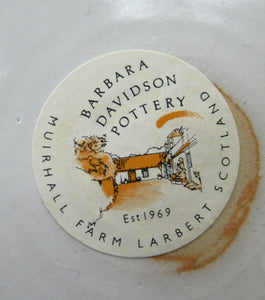 BARBARA
DAVIDSON
POTTERY
Est 1969
MUIRHALL FARM LARBERT SCOTLAND